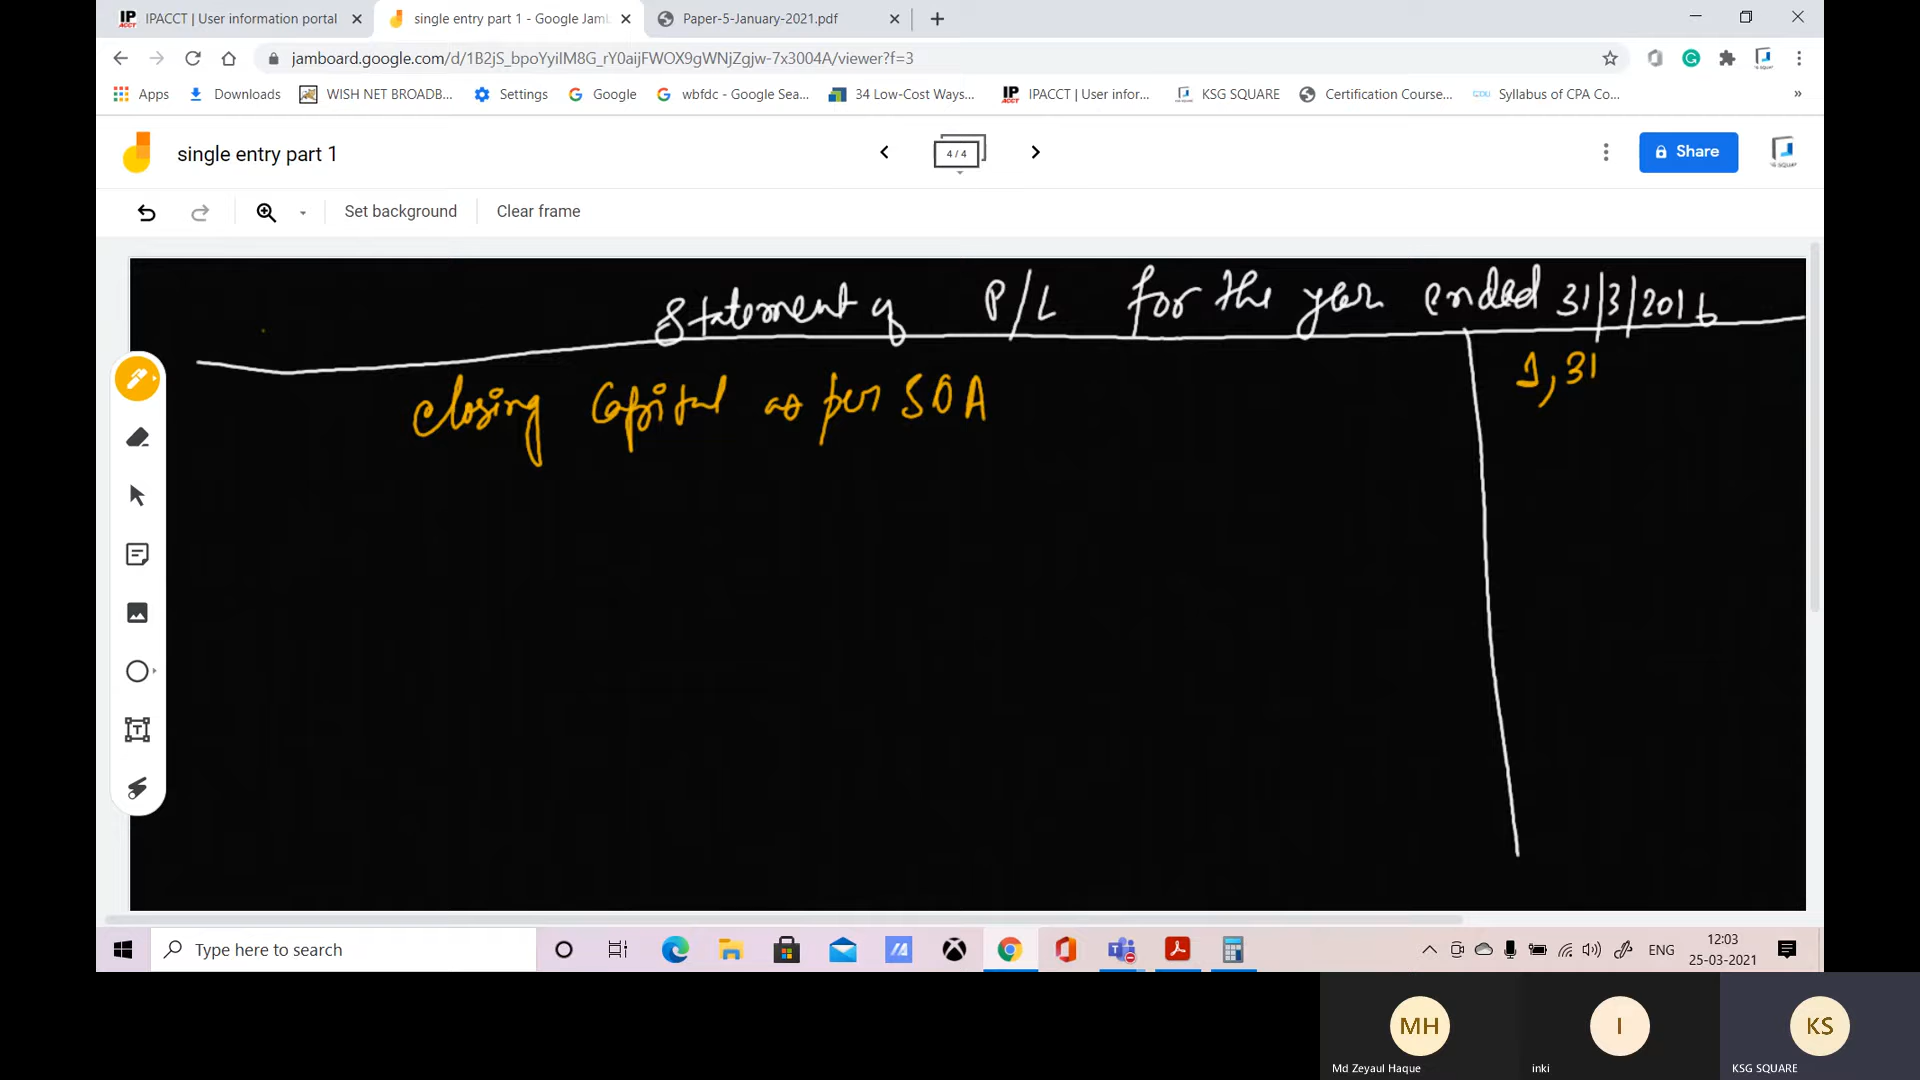 IPACCT | User information portal
single entry part 1 - Google Jamb
Paper-5-January-2021.pdf
jamboard.google.com/d/1B2jS_bpoYyiIM8G_rY0aijFWOX9gWNjZgjw-7x3004A/viewer?f=3
Apps
Downloads
WISH NET BROADB...
Settings
Google
wbfdc - Google Sea...
34 Low-Cost Ways...
IPACCT | User infor...
KSG SQUARE
Certification Course...
Syllabus of CPA Co...
single entry part 1
4 / 4
Share
Set background
Clear frame
Statement of P/L for the year ended 31/3/2016
Closing Capital as per SOA
1,31
Type here to search
ENG
12:03
25-03-2021
MH
I
KS
Md Zeyaul Haque
inki
KSG SQUARE